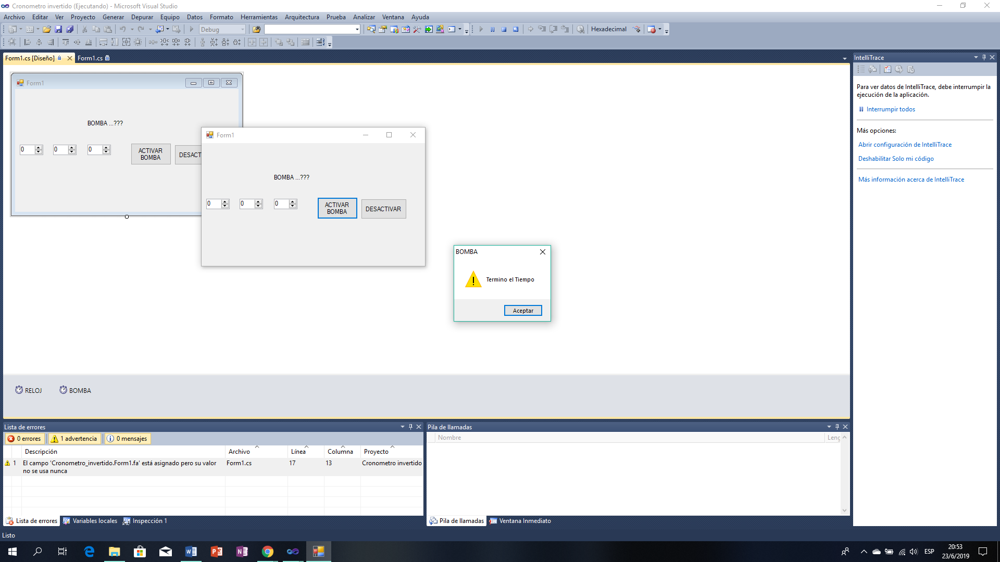 Cronometro invertido (Ejecutando) - Microsoft Visual Studio
Archivo Editar Ver Proyecto Generar Depurar Equipo Datos Formato Herramientas Arquitectura Prueba Analizar Ventana Ayuda
Debug Hexadecimal
Form1.cs [Diseño] Form1.cs
Form1
BOMBA ...???
0 0 0
ACTIVAR
BOMBA
DESACT
Form1
BOMBA ...???
0 0 0
ACTIVAR
BOMBA
DESACTIVAR
BOMBA
Termino el Tiempo
Aceptar
IntelliTrace
Para ver datos de IntelliTrace, debe interrumpir la
ejecución de la aplicación.
Interrumpir todos
Más opciones:
Abrir configuración de IntelliTrace
Deshabilitar Solo mi código
Más información acerca de IntelliTrace
RELOJ BOMBA
Lista de errores
0 errores 1 advertencia 0 mensajes
Descripción Archivo Línea Columna Proyecto
1 El campo 'Cronometro_invertido.Form1.fa' está asignado pero su valor Form1.cs 17 13 Cronometro invertido
no se usa nunca
Lista de errores Variables locales Inspección 1
Pila de llamadas
Nombre Leng
Pila de llamadas Ventana Inmediato
Listo
ESP
20:53
23/6/2019